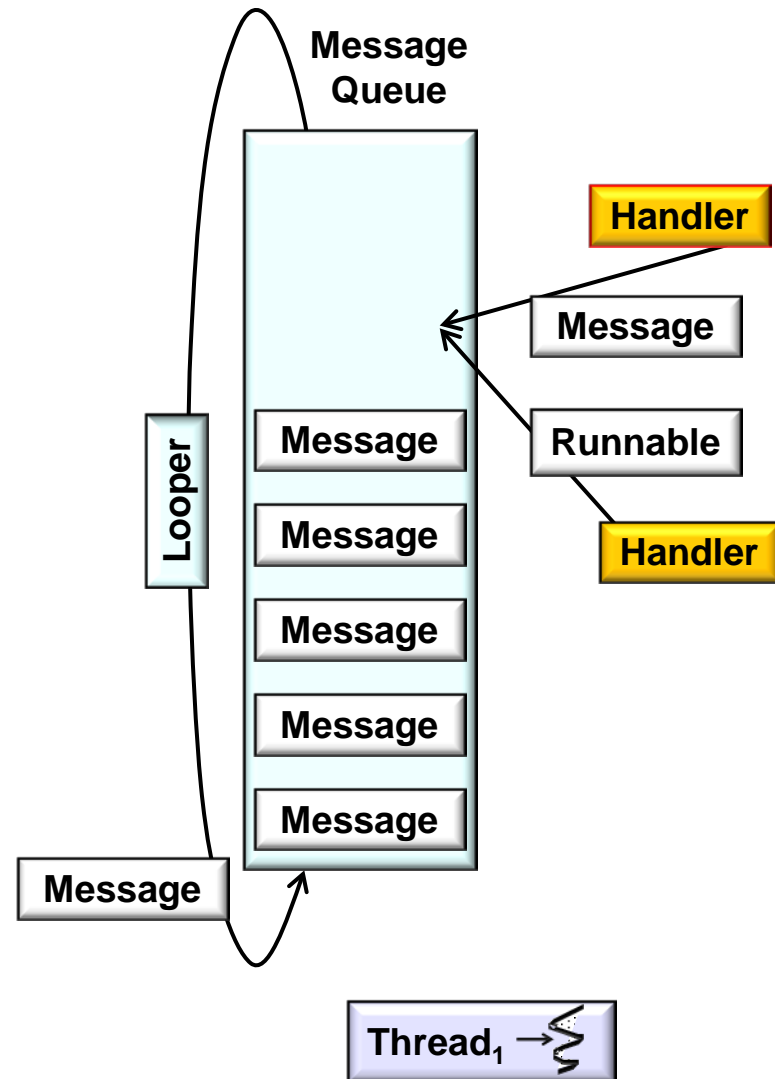 Message
Queue
Handler
Message
Message
Runnable
Looper
Message
Handler
Message
Message
Message
Message
Thread₁